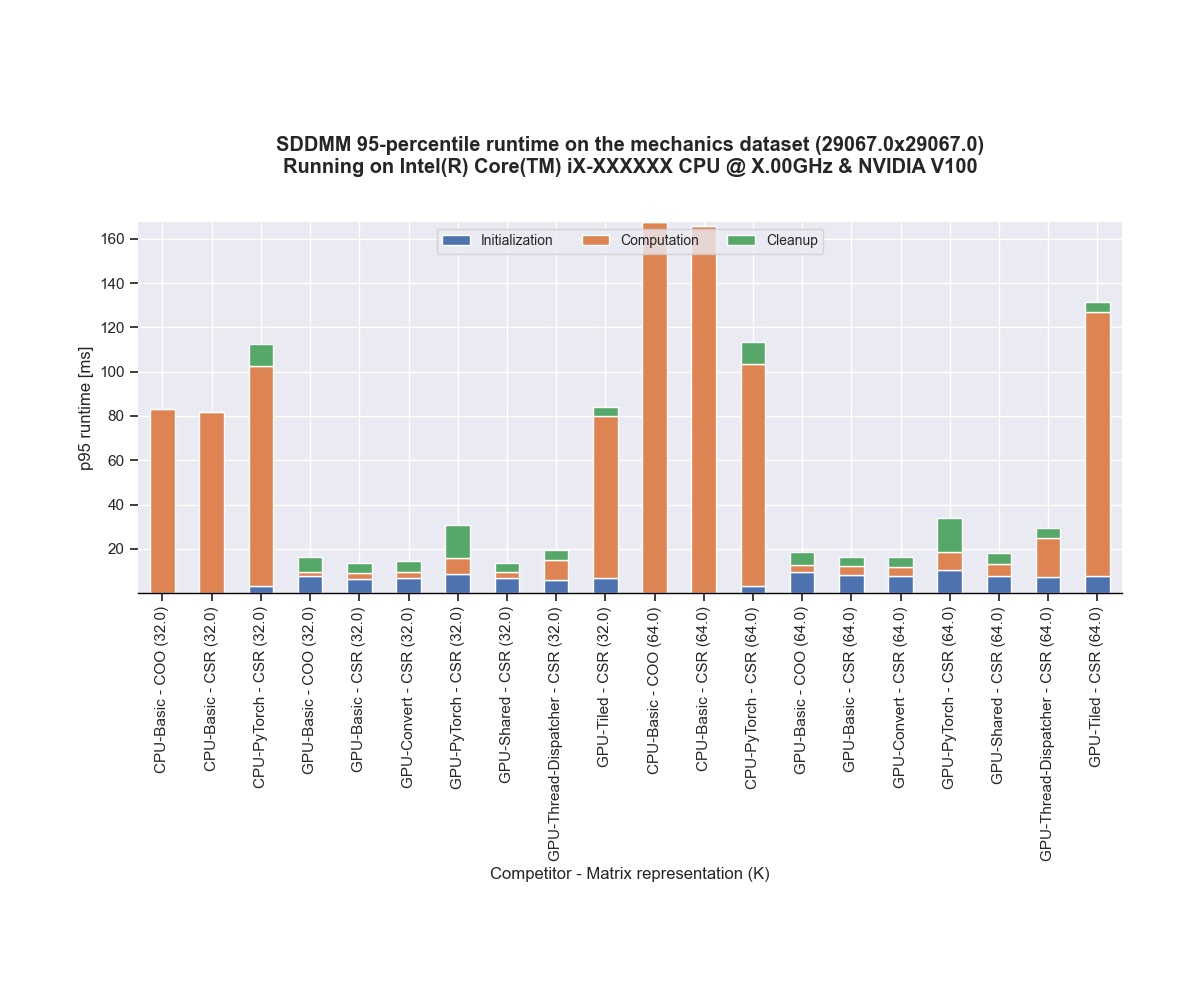 SDDMM 95-percentile runtime on the mechanics dataset (29067.0x29067.0)
Running on Intel(R) Core(TM) iX-XXXXXX CPU @ X.00GHz & NVIDIA V100
Initialization
Computation
Cleanup
p95 runtime [ms]
160
140
120
100
80
60
40
20
CPU-Basic - COO (32.0)
CPU-Basic - CSR (32.0)
CPU-PyTorch - CSR (32.0)
GPU-Basic - COO (32.0)
GPU-Basic - CSR (32.0)
GPU-Convert - CSR (32.0)
GPU-PyTorch - CSR (32.0)
GPU-Shared - CSR (32.0)
GPU-Thread-Dispatcher - CSR (32.0)
GPU-Tiled - CSR (32.0)
CPU-Basic - COO (64.0)
CPU-Basic - CSR (64.0)
CPU-PyTorch - CSR (64.0)
GPU-Basic - COO (64.0)
GPU-Basic - CSR (64.0)
GPU-Convert - CSR (64.0)
GPU-PyTorch - CSR (64.0)
GPU-Shared - CSR (64.0)
GPU-Thread-Dispatcher - CSR (64.0)
GPU-Tiled - CSR (64.0)
Competitor - Matrix representation (K)